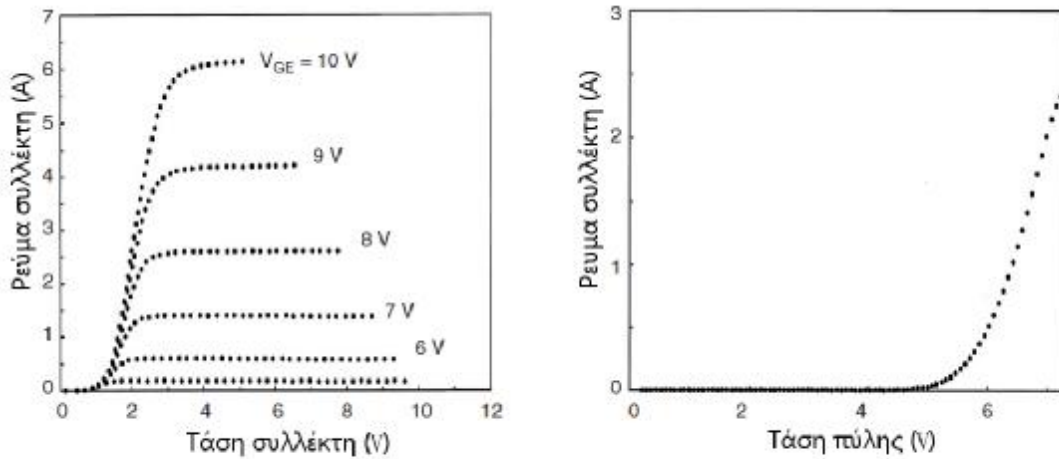 Ρεύμα συλλέκτη (A)
7
6
5
4
3
2
1
0
V_GE = 10 V
9 V
8 V
7 V
6 V
0 2 4 6 8 10 12
Τάση συλλέκτη (V)
Ρευμα συλλέκτη (A)
3
2
1
0
0 2 4 6
Τάση πύλης (V)